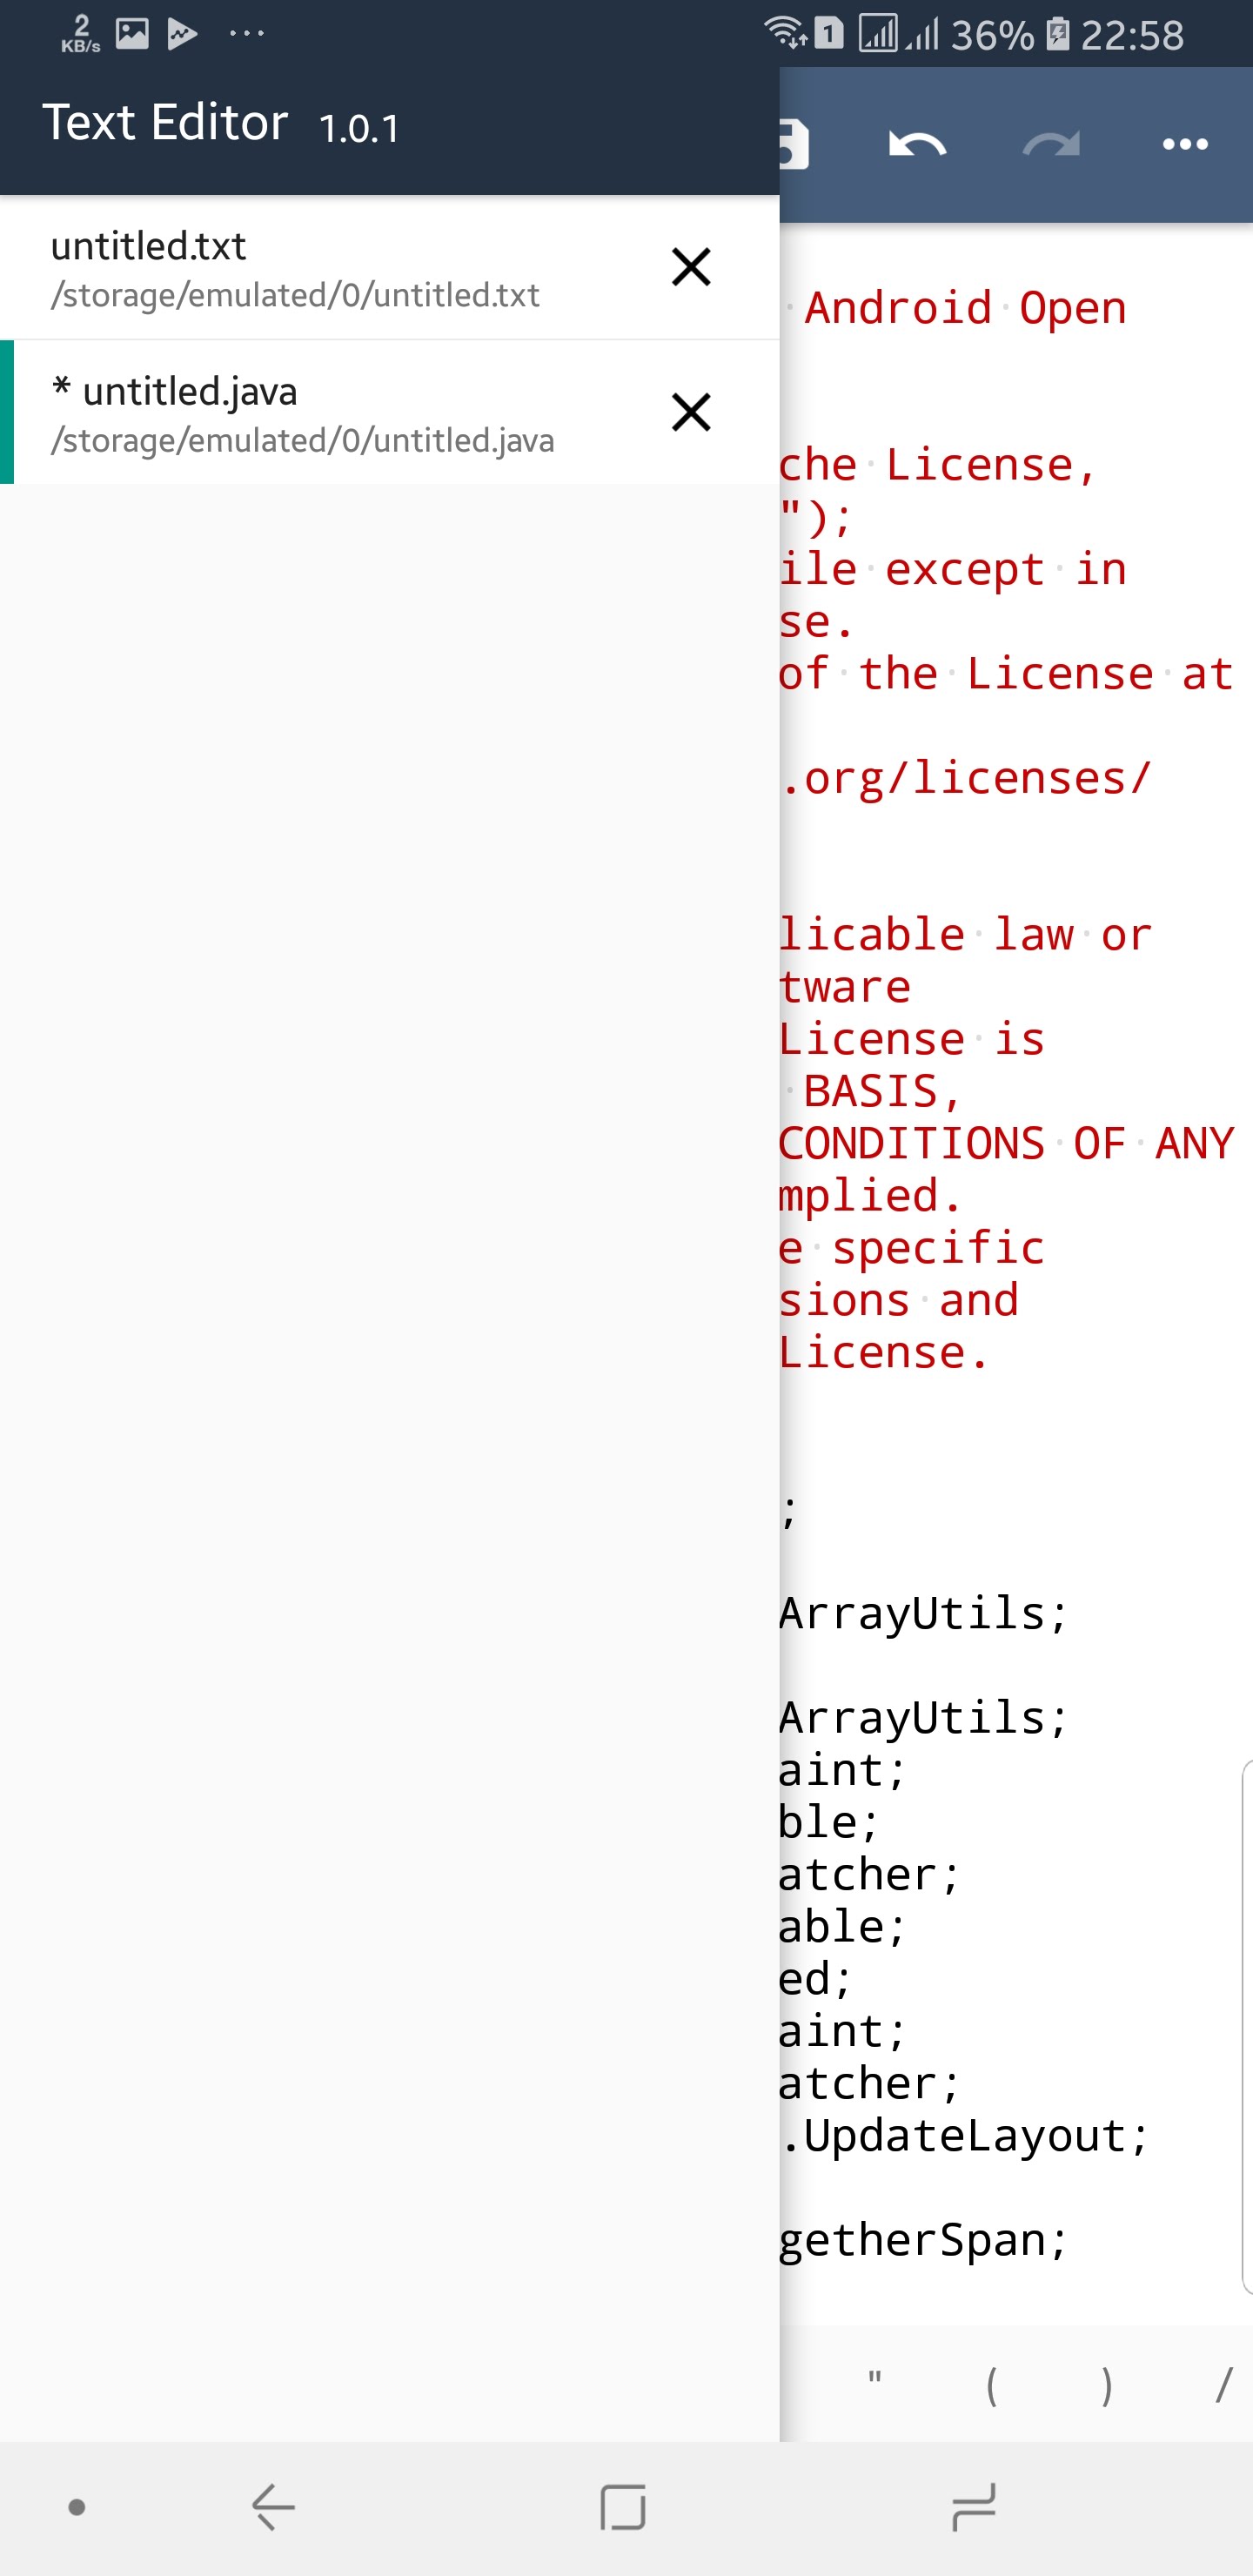 2
KB/s
1
36%
22:58
Text Editor 1.0.1
untitled.txt
/storage/emulated/0/untitled.txt
* untitled.java
/storage/emulated/0/untitled.java
Android Open
che License,
");
ile except in
se.
of the License at
.org/licenses/
licable law or
tware
License is
BASIS,
CONDITIONS OF ANY
mplied.
e specific
sions and
License.
;
ArrayUtils;
ArrayUtils;
aint;
ble;
atcher;
able;
ed;
aint;
atcher;
.UpdateLayout;
getherSpan;
" ( ) /